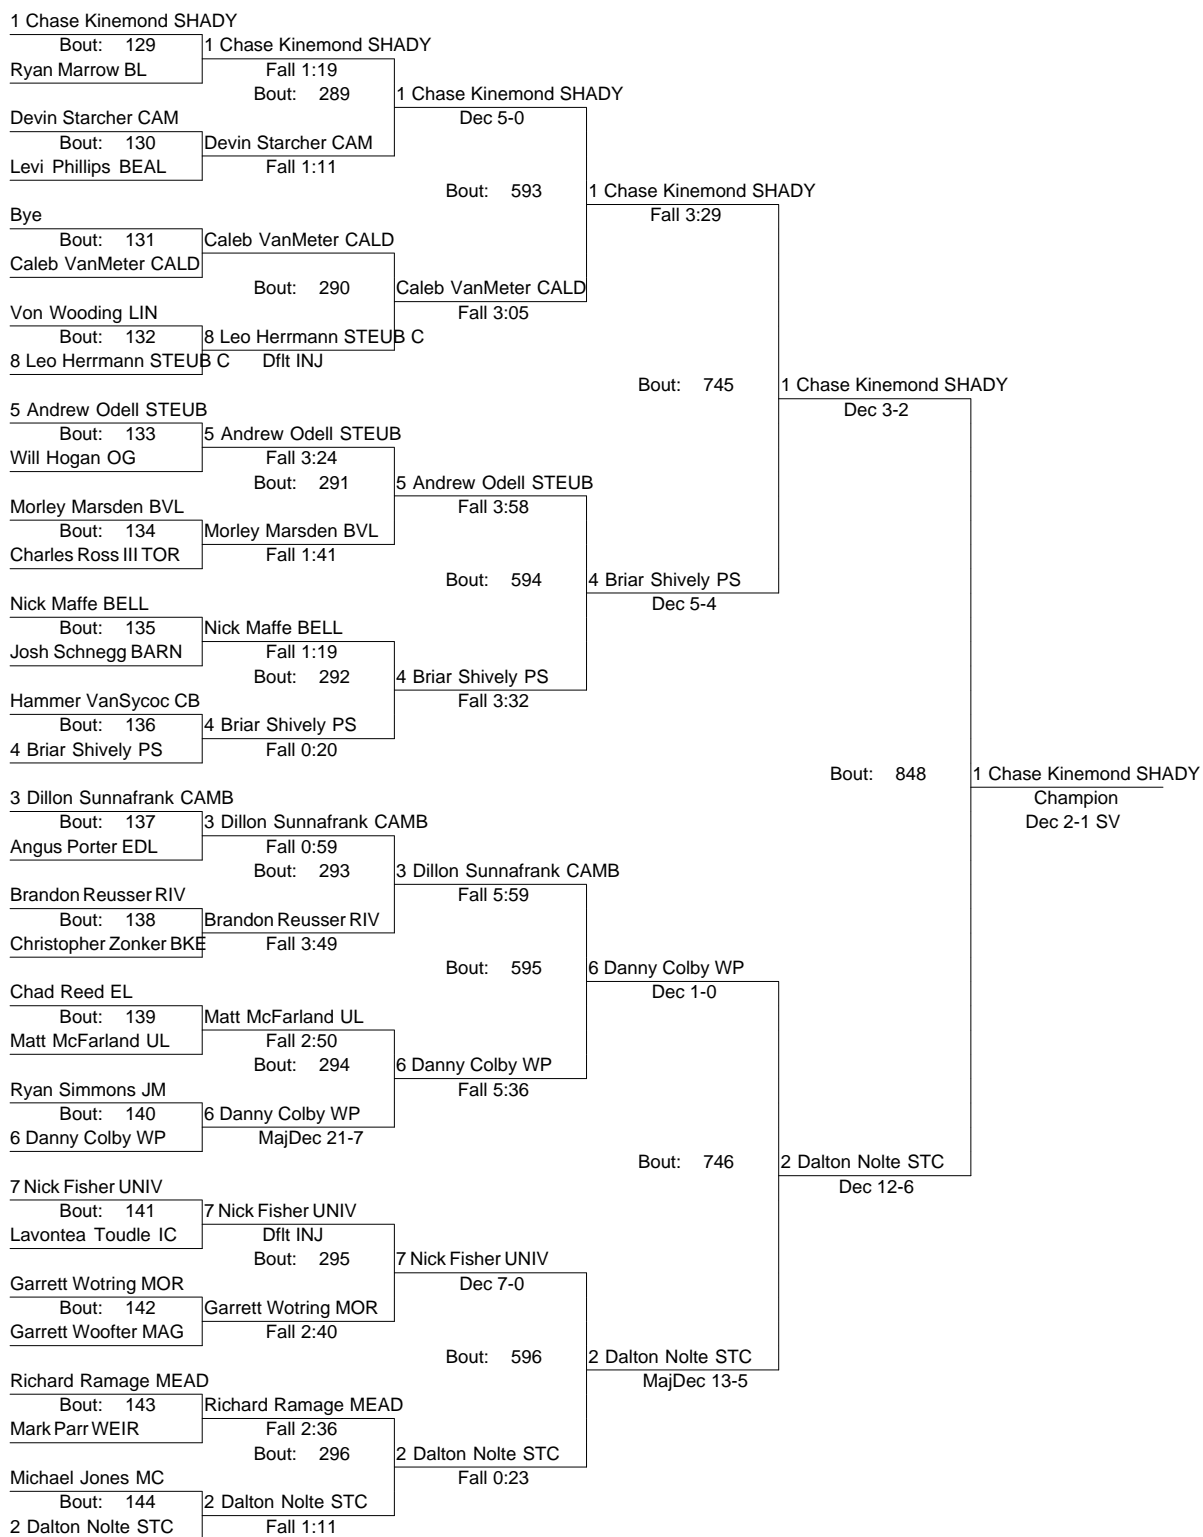 1 Chase Kinemond SHADY
Bout: 129
1 Chase Kinemond SHADY
Ryan Marrow BL
Fall 1:19
Bout: 289
1 Chase Kinemond SHADY
Devin Starcher CAM
Dec 5-0
Bout: 130
Devin Starcher CAM
Levi Phillips BEAL
Fall 1:11
Bout: 593
1 Chase Kinemond SHADY
Bye
Fall 3:29
Bout: 131
Caleb VanMeter CALD
Caleb VanMeter CALD
Bout: 290
Caleb VanMeter CALD
Von Wooding LIN
Fall 3:05
Bout: 132
8 Leo Herrmann STEUB C
8 Leo Herrmann STEUB C
Dflt INJ
Bout: 745
1 Chase Kinemond SHADY
5 Andrew Odell STEUB
Dec 3-2
Bout: 133
5 Andrew Odell STEUB
Will Hogan OG
Fall 3:24
Bout: 291
5 Andrew Odell STEUB
Morley Marsden BVL
Fall 3:58
Bout: 134
Morley Marsden BVL
Charles Ross III TOR
Fall 1:41
Bout: 594
4 Briar Shively PS
Nick Maffe BELL
Dec 5-4
Bout: 135
Nick Maffe BELL
Josh Schnegg BARN
Fall 1:19
Bout: 292
4 Briar Shively PS
Hammer VanSycoc CB
Fall 3:32
Bout: 136
4 Briar Shively PS
4 Briar Shively PS
Fall 0:20
Bout: 848
1 Chase Kinemond SHADY
3 Dillon Sunnafrank CAMB
Champion
Bout: 137
3 Dillon Sunnafrank CAMB
Dec 2-1 SV
Angus Porter EDL
Fall 0:59
Bout: 293
3 Dillon Sunnafrank CAMB
Brandon Reusser RIV
Fall 5:59
Bout: 138
Brandon Reusser RIV
Christopher Zonker BKE
Fall 3:49
Bout: 595
6 Danny Colby WP
Chad Reed EL
Dec 1-0
Bout: 139
Matt McFarland UL
Matt McFarland UL
Fall 2:50
Bout: 294
6 Danny Colby WP
Ryan Simmons JM
Fall 5:36
Bout: 140
6 Danny Colby WP
6 Danny Colby WP
MajDec 21-7
Bout: 746
2 Dalton Nolte STC
7 Nick Fisher UNIV
Dec 12-6
Bout: 141
7 Nick Fisher UNIV
Lavontea Toudle IC
Dflt INJ
Bout: 295
7 Nick Fisher UNIV
Garrett Wotring MOR
Dec 7-0
Bout: 142
Garrett Wotring MOR
Garrett Woofter MAG
Fall 2:40
Bout: 596
2 Dalton Nolte STC
Richard Ramage MEAD
MajDec 13-5
Bout: 143
Richard Ramage MEAD
Mark Parr WEIR
Fall 2:36
Bout: 296
2 Dalton Nolte STC
Michael Jones MC
Fall 0:23
Bout: 144
2 Dalton Nolte STC
2 Dalton Nolte STC
Fall 1:11